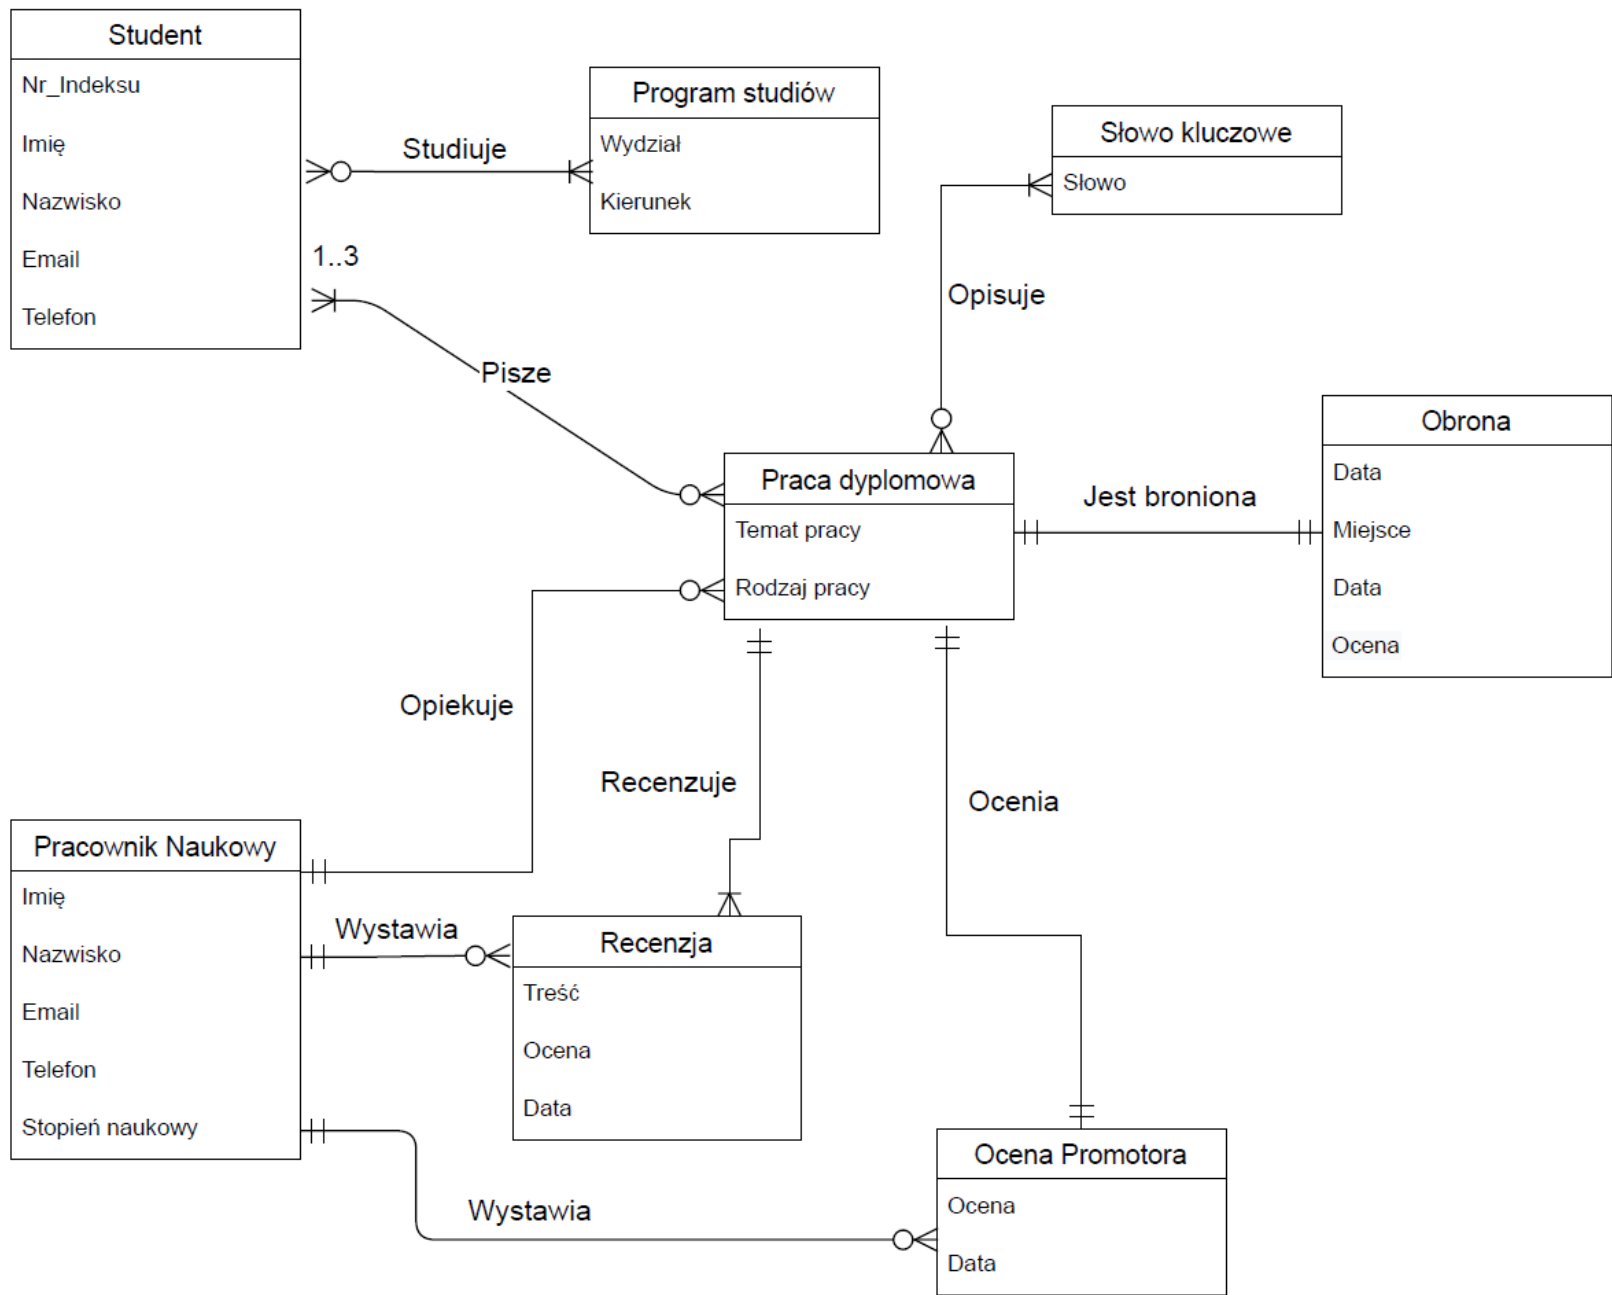 Student
Nr_Indeksu
Imię
Nazwisko
Email
Telefon
Studiuje
Program studiów
Wydział
Kierunek
Słowo kluczowe
Słowo
1..3
Pisze
Opisuje
Praca dyplomowa
Temat pracy
Rodzaj pracy
Jest broniona
Obrona
Data
Miejsce
Data
Ocena
Opiekuje
Recenzuje
Ocenia
Pracownik Naukowy
Imię
Nazwisko
Email
Telefon
Stopień naukowy
Wystawia
Recenzja
Treść
Ocena
Data
Wystawia
Ocena Promotora
Ocena
Data